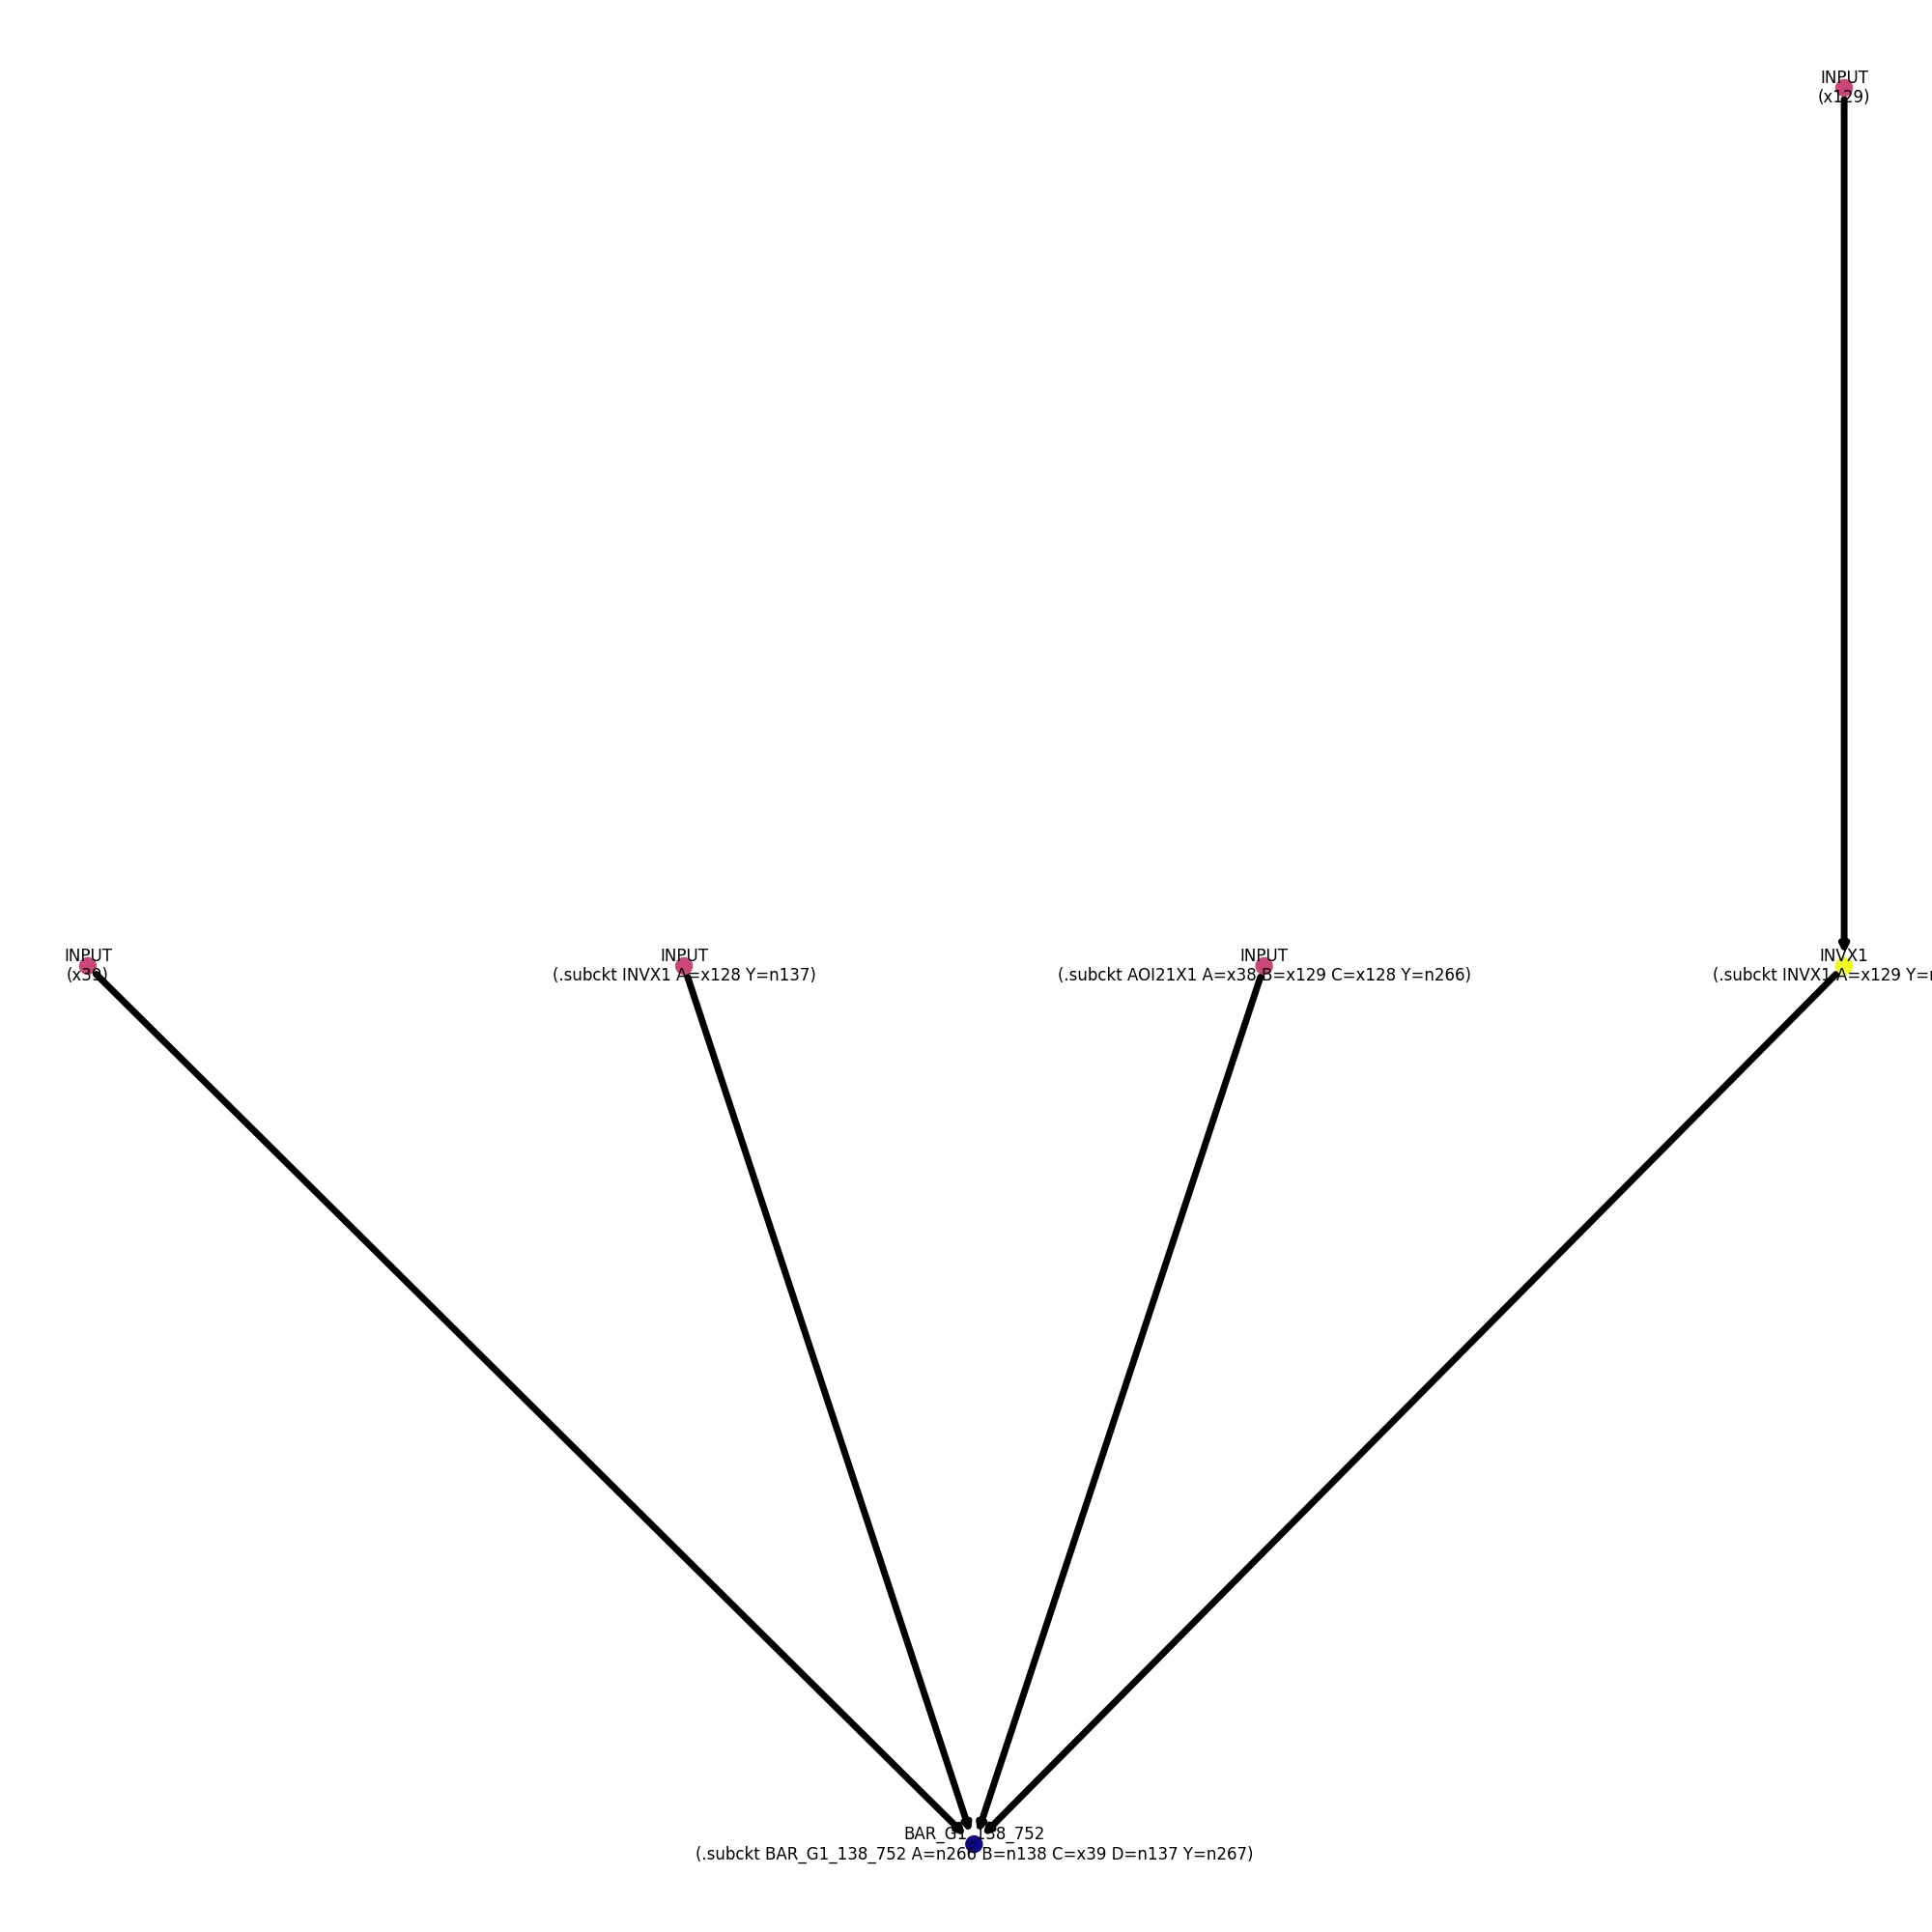 INPUT
(x129)
INPUT
(x39)
INPUT
(.subckt INVX1 A=x128 Y=n137)
INPUT
(.subckt AOI21X1 A=x38 B=x129 C=x128 Y=n266)
INVX1
(.subckt INVX1 A=x129 Y=
BAR_G1_138_752
(.subckt BAR_G1_138_752 A=n266 B=n138 C=x39 D=n137 Y=n267)